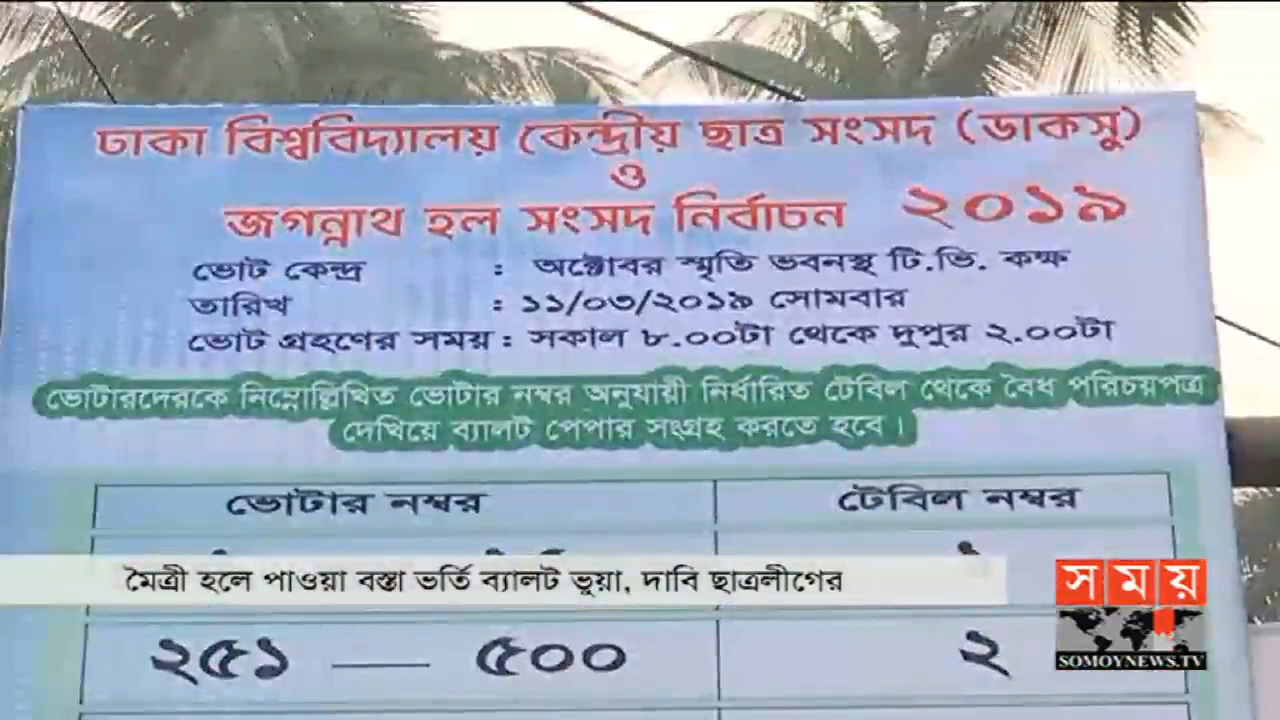 ঢাকা বিশ্ববিদ্যালয় কেন্দ্রীয় ছাত্র সংসদ (ডাকসু)
ও
জগন্নাথ হল সংসদ নির্বাচন ২০১৯
ভোট কেন্দ্র : অক্টোবর স্মৃতি ভবনস্থ টি.ভি. কক্ষ
তারিখ : ১১/০৩/২০১৯ সোমবার
ভোট গ্রহণের সময় : সকাল ৮.০০টা থেকে দুপুর ২.০০টা
ভোটারদেরকে নিম্নোল্লিখিত ভোটার নম্বর অনুযায়ী নির্ধারিত টেবিল থেকে বৈধ পরিচয়পত্র
দেখিয়ে ব্যালট পেপার সংগ্রহ করতে হবে।
ভোটার নম্বর টেবিল নম্বর
মৈত্রী হলে পাওয়া বস্তা ভর্তি ব্যালট ভুয়া, দাবি ছাত্রলীগের
সময়
SOMOYNEWS.TV
২৫১ — ৫০০ ২